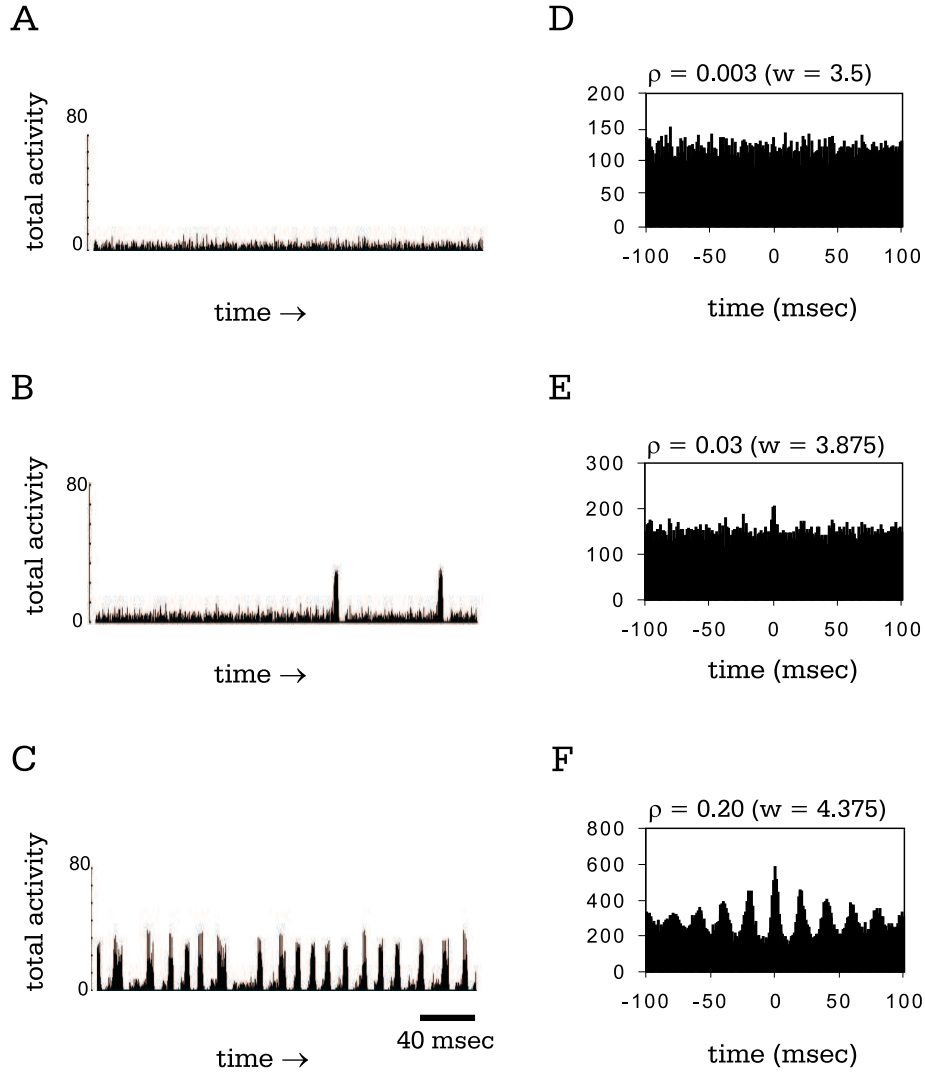 A
total activity
80
0
time →
D
ρ = 0.003 (w = 3.5)
200
150
100
50
0
-100 -50 0 50 100
time (msec)
B
total activity
80
0
time →
E
ρ = 0.03 (w = 3.875)
300
200
100
0
-100 -50 0 50 100
time (msec)
C
total activity
80
0
40 msec
time →
F
ρ = 0.20 (w = 4.375)
800
600
400
200
0
-100 -50 0 50 100
time (msec)